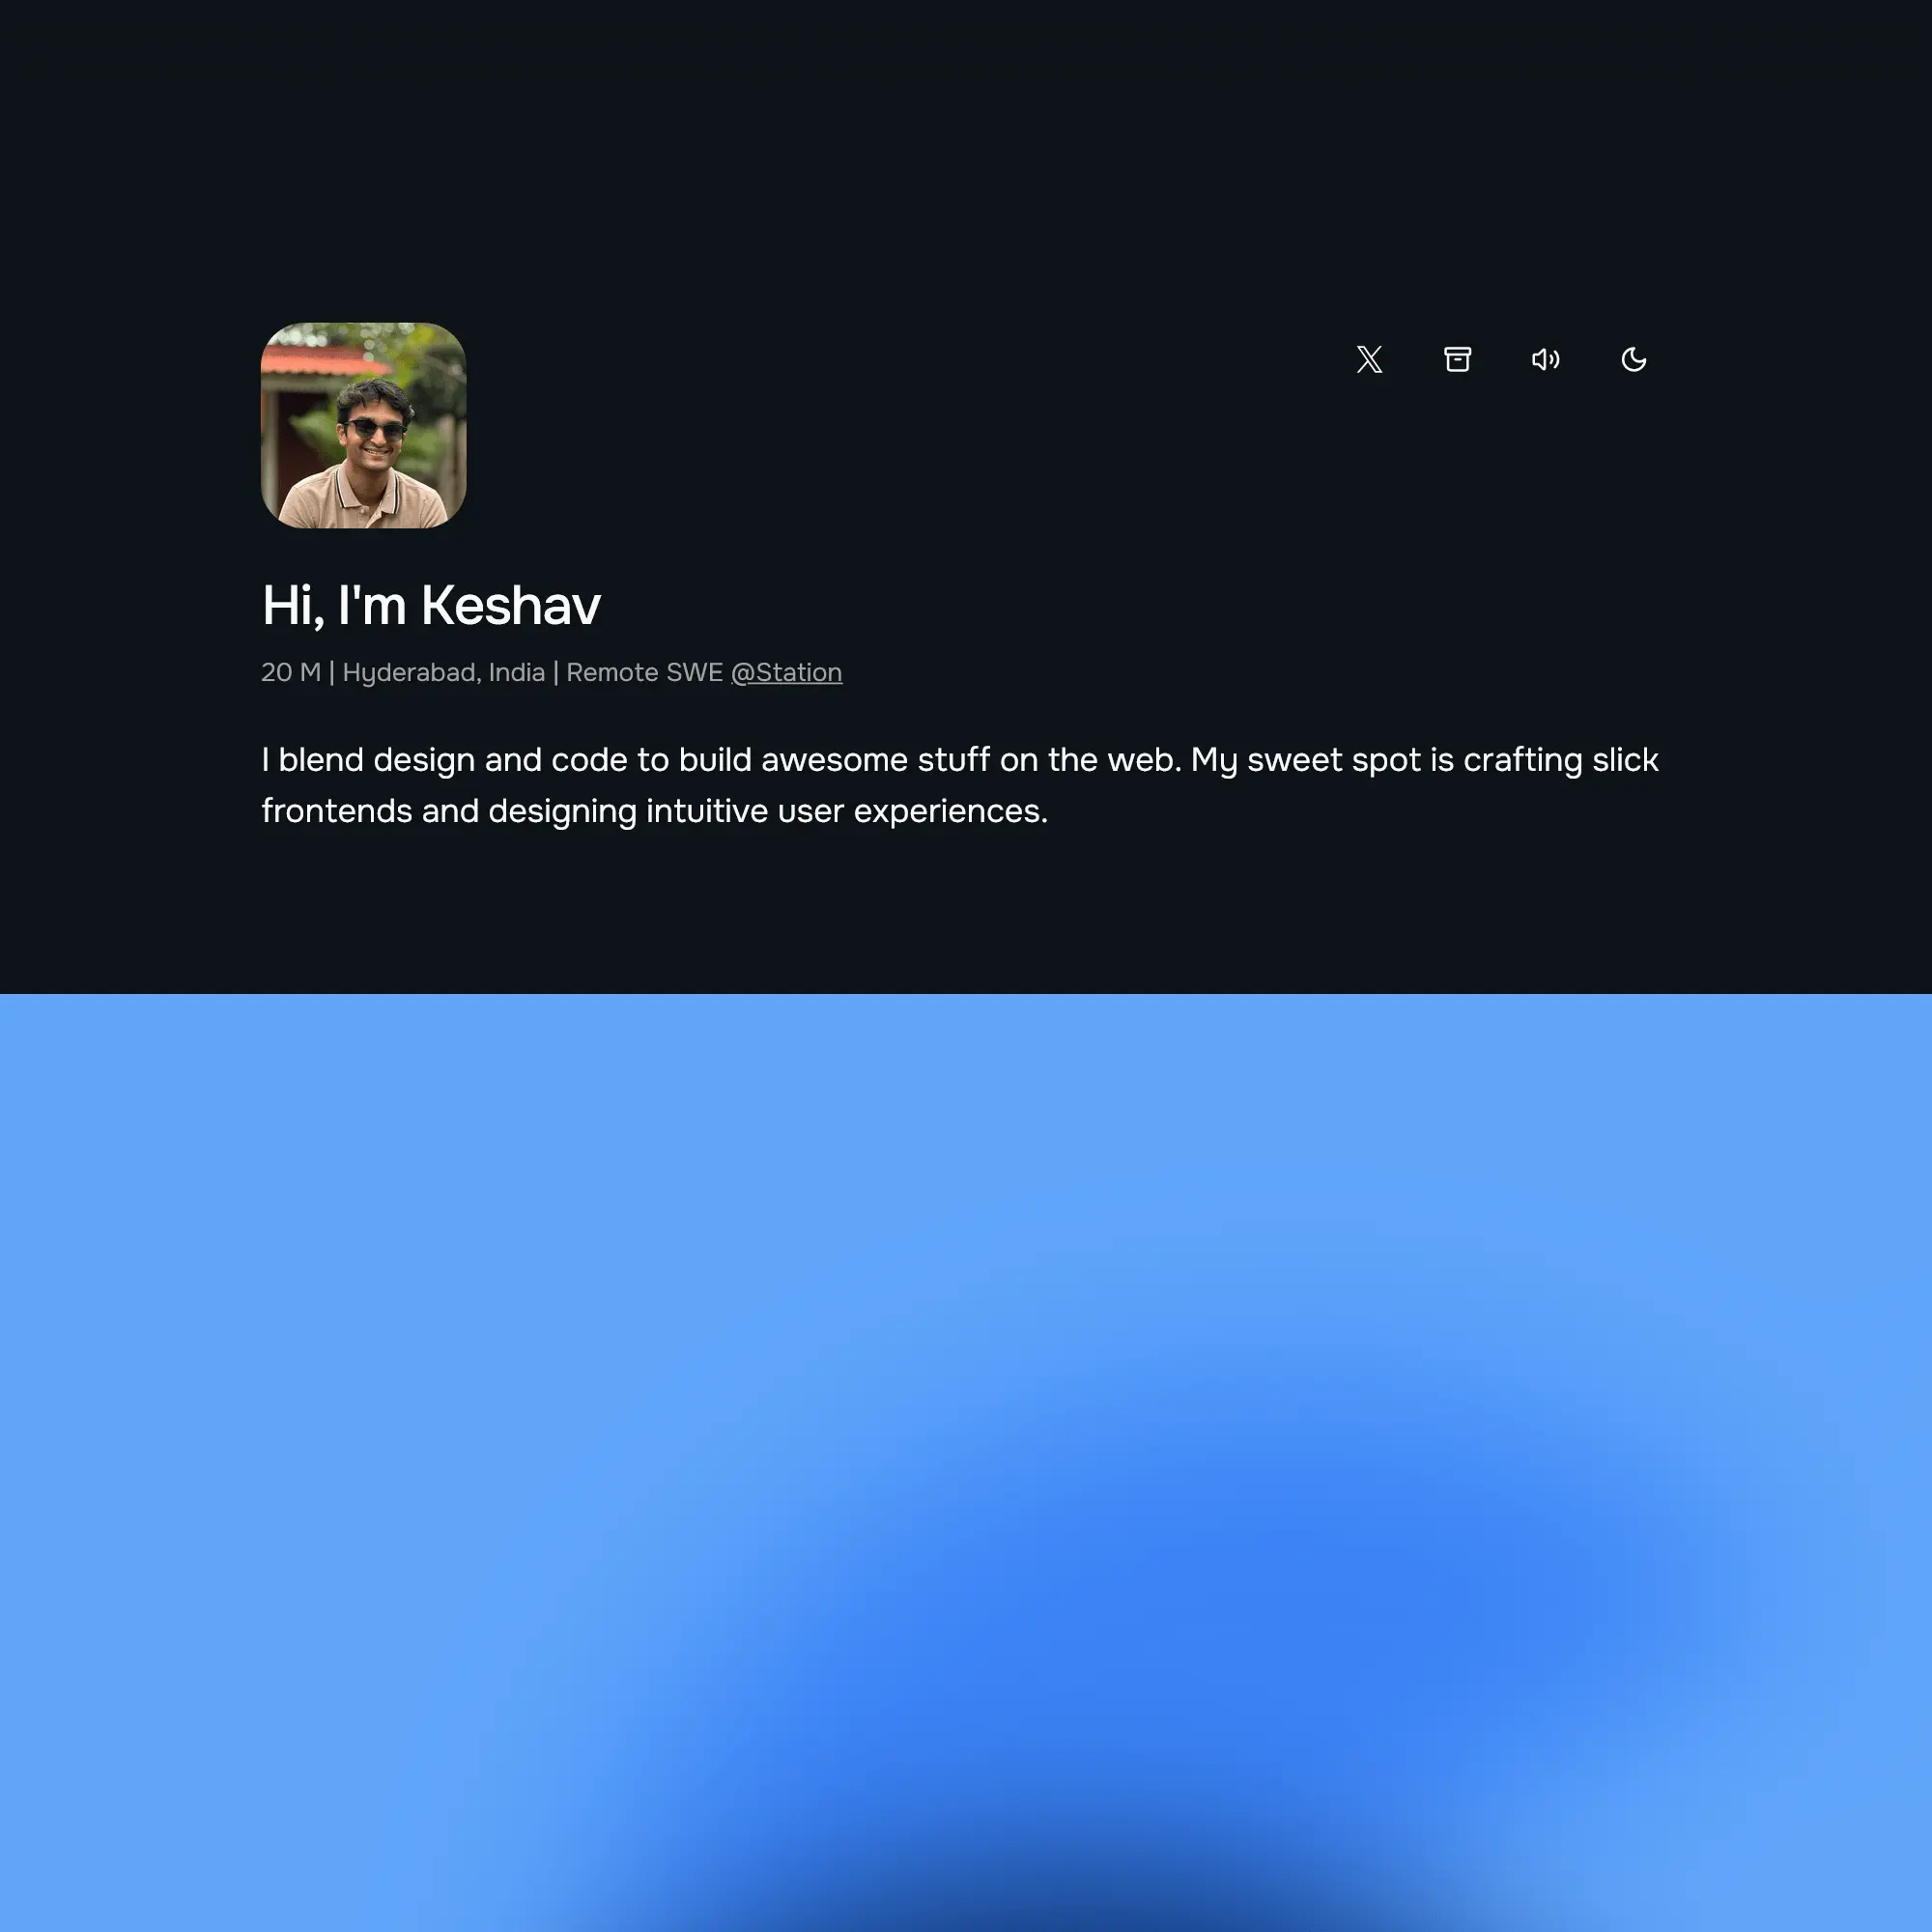 Hi, I'm Keshav
20 M | Hyderabad, India | Remote SWE @Station
I blend design and code to build awesome stuff on the web. My sweet spot is crafting slick
frontends and designing intuitive user experiences.